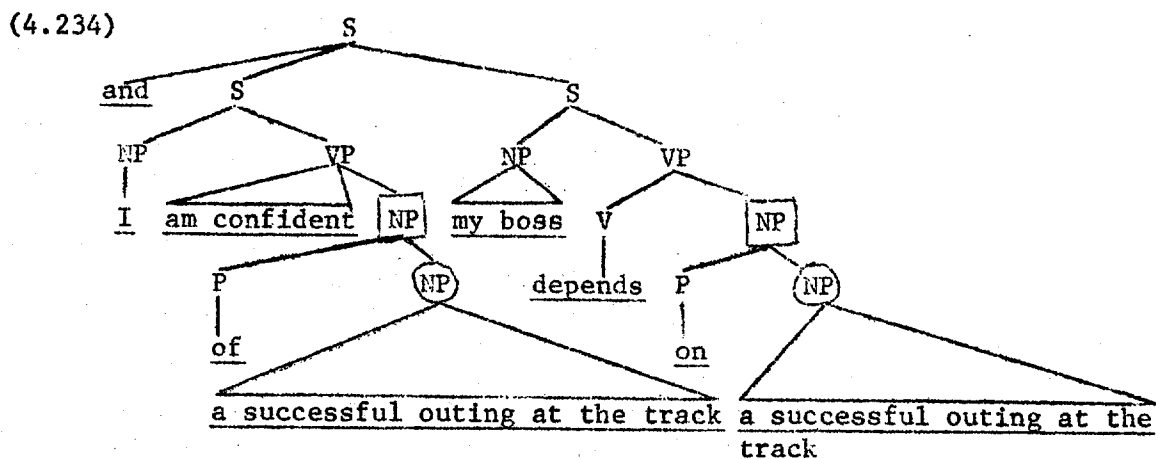 (4.234)
S
and S S
NP VP NP VP
I am confident NP my boss V NP
P NP depends P NP
of on
a successful outing at the track a successful outing at the
track